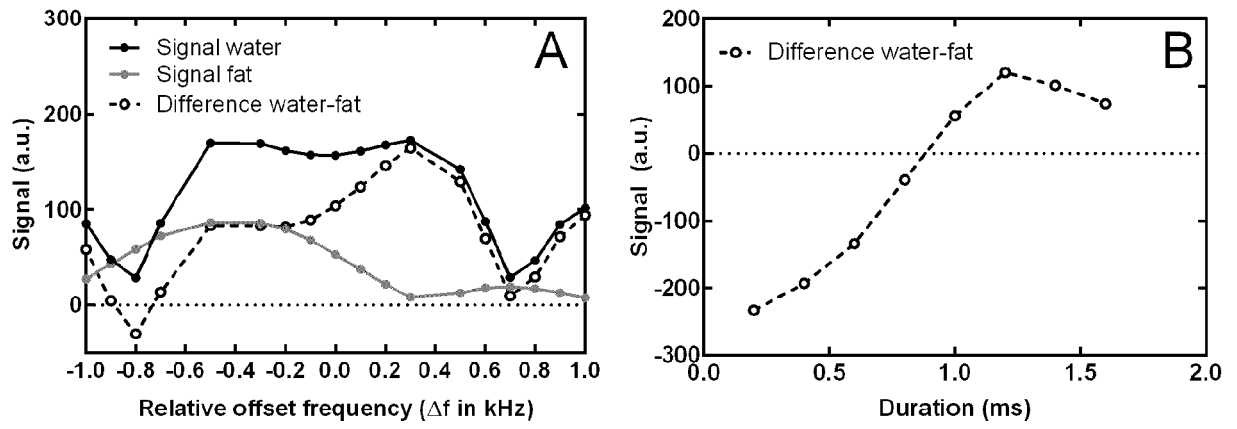 A
Signal water
Signal fat
Difference water-fat
Signal (a.u.)
300
200
100
0
-1.0 -0.8 -0.6 -0.4 -0.2 0.0 0.2 0.4 0.6 0.8 1.0
Relative offset frequency (Δf in kHz)
B
Difference water-fat
Signal (a.u.)
200
100
0
-100
-200
-300
0.0 0.5 1.0 1.5 2.0
Duration (ms)